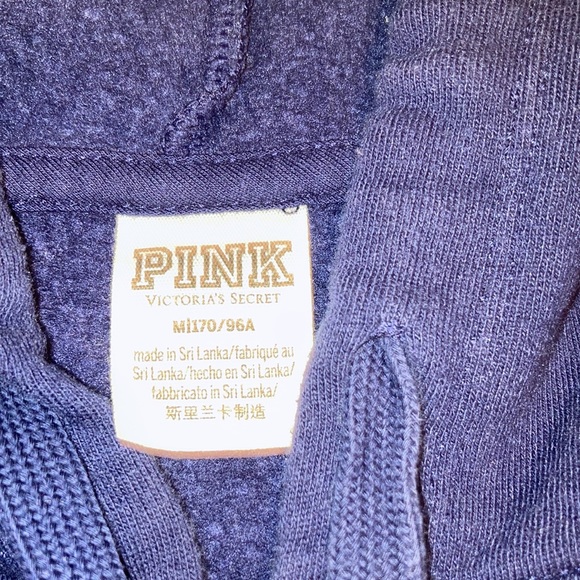 PINK
VICTORIA'S SECRET
M|170/96A
made in Sri Lanka/fabriqué au
Sri Lanka/hecho en Sri Lanka/
fabbricato in Sri Lanka/
斯里兰卡制造